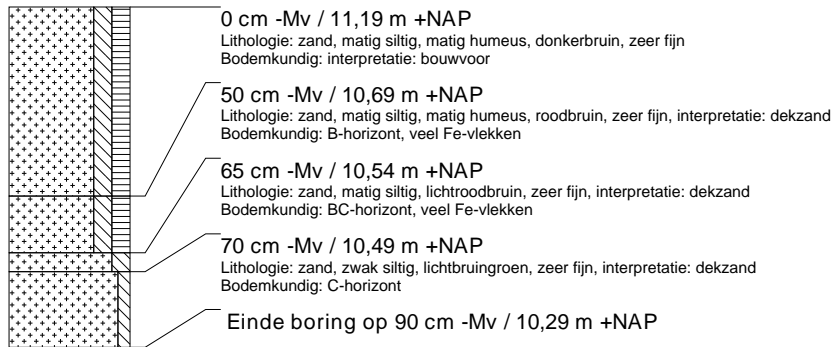 0 cm -Mv / 11,19 m +NAP
Lithologie: zand, matig siltig, matig humeus, donkerbruin, zeer fijn
Bodemkundig: interpretatie: bouwvoor
50 cm -Mv / 10,69 m +NAP
Lithologie: zand, matig siltig, matig humeus, roodbruin, zeer fijn, interpretatie: dekzand
Bodemkundig: B-horizont, veel Fe-vlekken
65 cm -Mv / 10,54 m +NAP
Lithologie: zand, matig siltig, lichtroodbruin, zeer fijn, interpretatie: dekzand
Bodemkundig: BC-horizont, veel Fe-vlekken
70 cm -Mv / 10,49 m +NAP
Lithologie: zand, zwak siltig, lichtbruingroen, zeer fijn, interpretatie: dekzand
Bodemkundig: C-horizont
Einde boring op 90 cm -Mv / 10,29 m +NAP